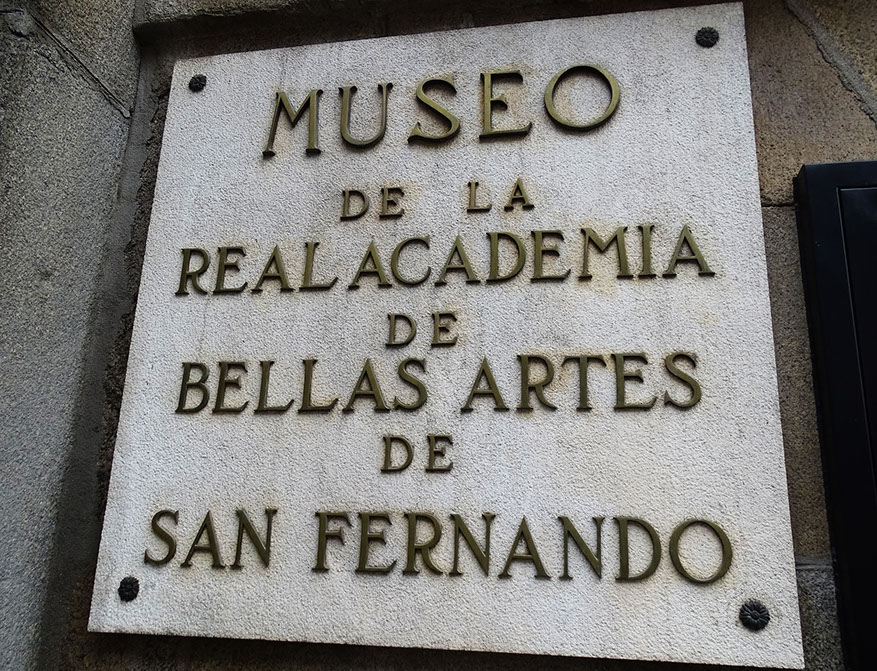 MUSEO
DE LA
REAL ACADEMIA
DE
BELLAS ARTES
DE
SAN FERNANDO